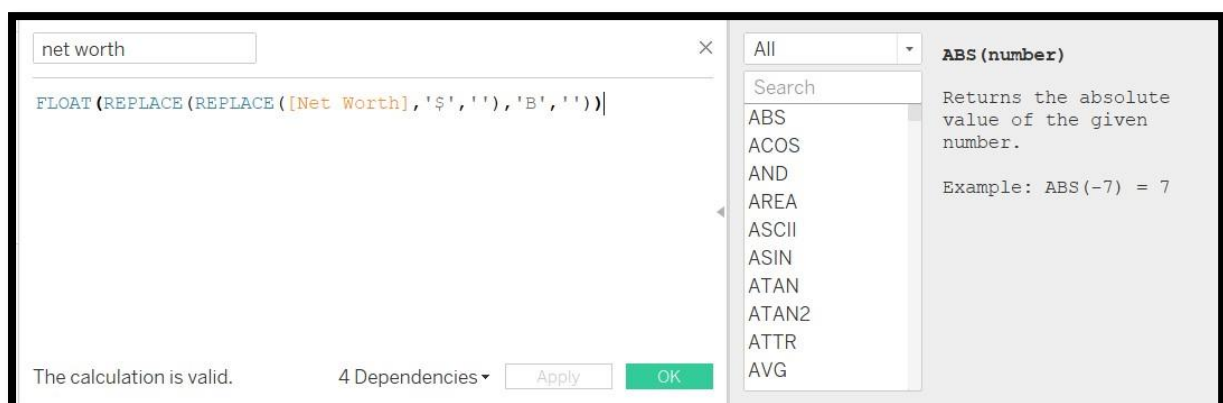 net worth
FLOAT(REPLACE(REPLACE([Net Worth],'$',''),'B',''))
The calculation is valid.
4 Dependencies
Apply
OK
All
Search
ABS
ACOS
AND
AREA
ASCII
ASIN
ATAN
ATAN2
ATTR
AVG
ABS(number)
Returns the absolute
value of the given
number.
Example: ABS(-7) = 7